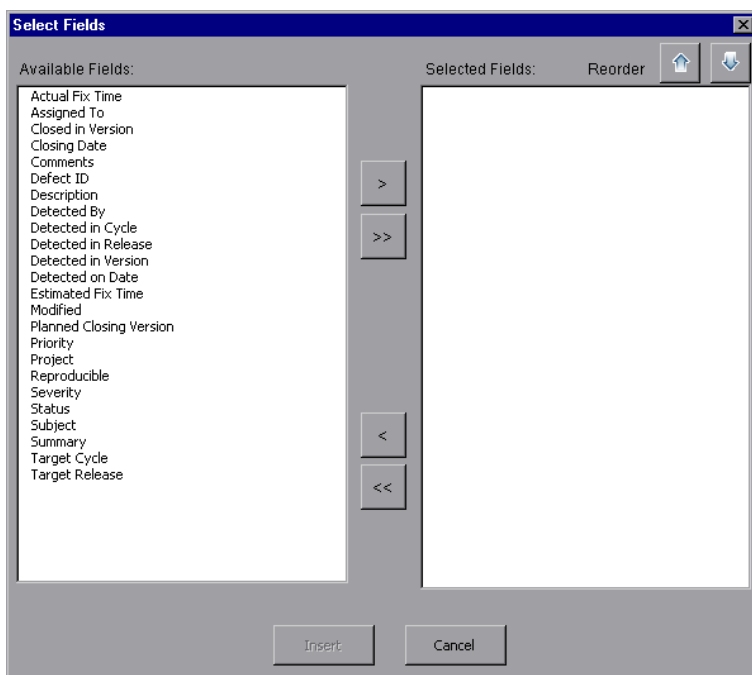 Select Fields
Available Fields:
Selected Fields:
Reorder
Actual Fix Time
Assigned To
Closed in Version
Closing Date
Comments
Defect ID
Description
Detected By
Detected in Cycle
Detected in Release
Detected in Version
Detected on Date
Estimated Fix Time
Modified
Planned Closing Version
Priority
Project
Reproducible
Severity
Status
Subject
Summary
Target Cycle
Target Release
>
>>
<
<<
Insert
Cancel